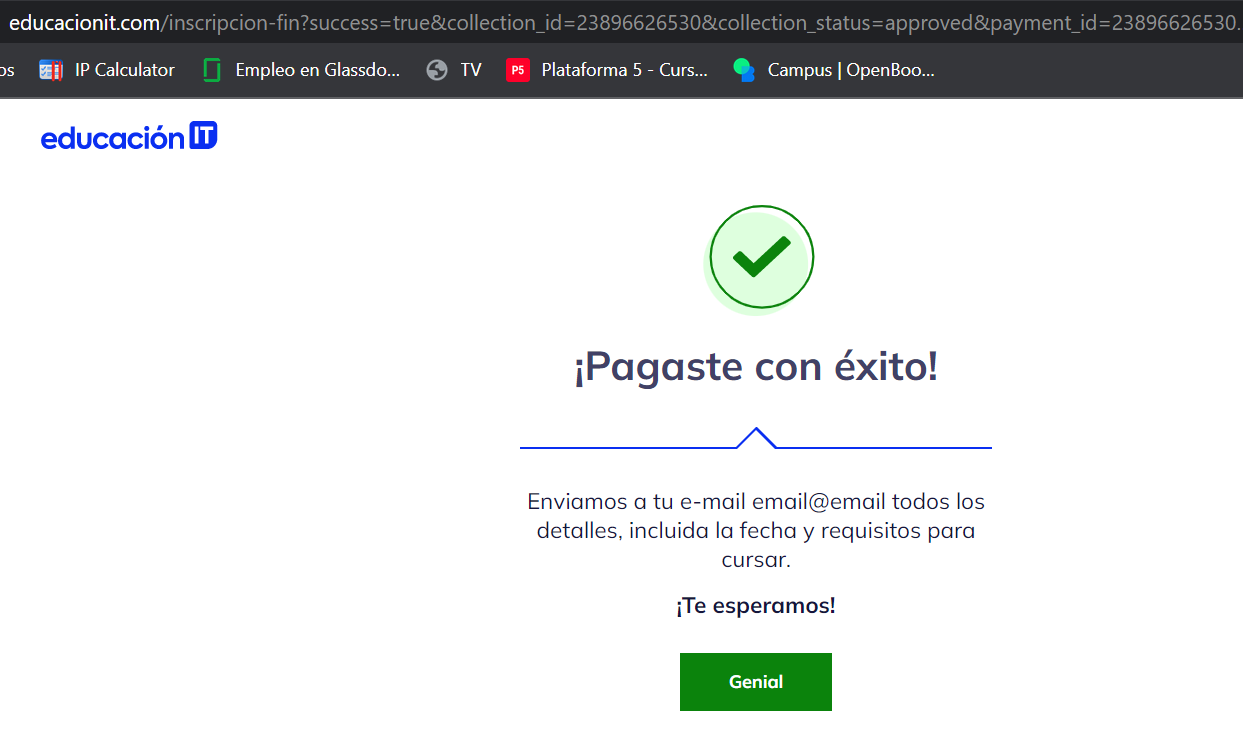 educacionit.com/inscripcion-fin?success=true&collection_id=23896626530&collection_status=approved&payment_id=23896626530.
os IP Calculator Empleo en Glassdo... TV P5 Plataforma 5 - Curs... Campus | OpenBoo...
educación IT
¡Pagaste con éxito!
Enviamos a tu e-mail email@email todos los
detalles, incluida la fecha y requisitos para
cursar.
¡Te esperamos!
Genial